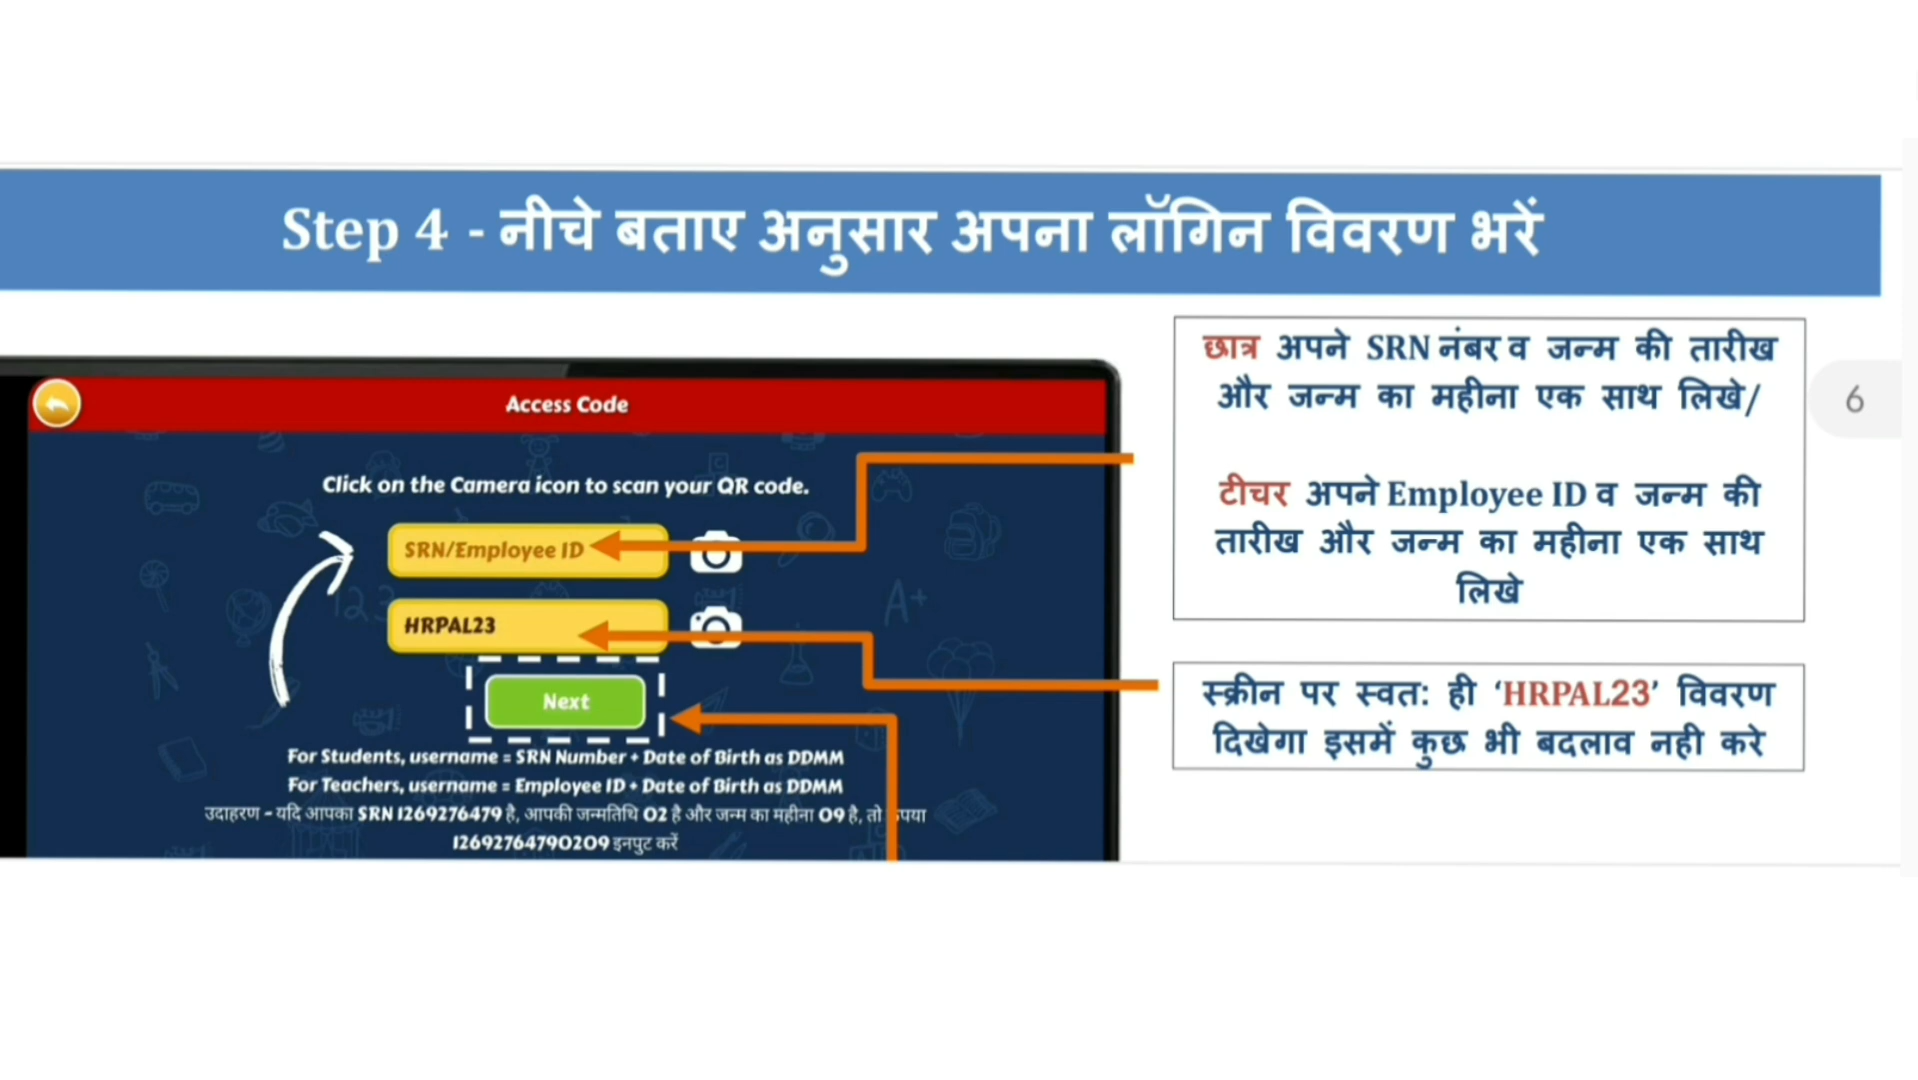 Step 4 - नीचे बताए अनुसार अपना लॉगिन विवरण भरें
Access Code
Click on the Camera icon to scan your QR code.
SRN/Employee ID
HRPAL23
Next
For Students, username = SRN Number + Date of Birth as DDMM
For Teachers, username = Employee ID + Date of Birth as DDMM
उदाहरण - यदि आपका SRN 1269276479 है, आपकी जन्मतिथि 02 है और जन्म का महीना 09 है, तो
12692764790209 इनपुट करें
छात्र अपने SRN नंबर व जन्म की तारीख
और जन्म का महीना एक साथ लिखे/
टीचर अपने Employee ID व जन्म की
तारीख और जन्म का महीना एक साथ
लिखे
स्क्रीन पर स्वत: ही ‘HRPAL23’ विवरण
दिखेगा इसमें कुछ भी बदलाव नही करे
6